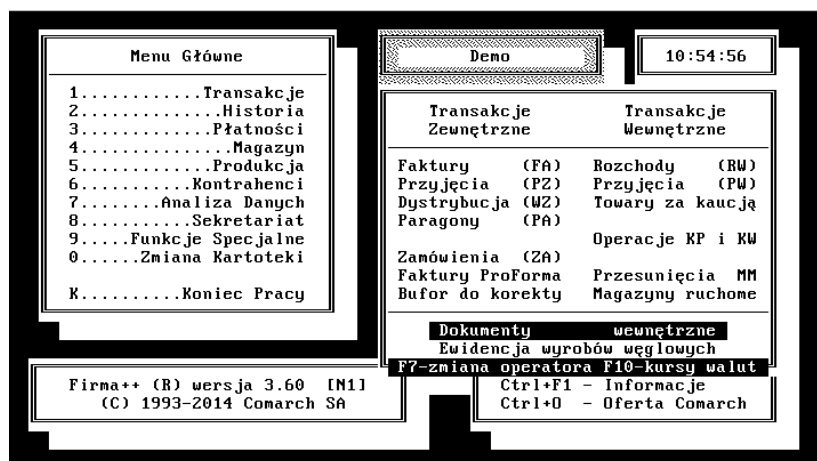 Menu Główne
1............Transakcje
2..............Historia
3.............Płatności
4...............Magazyn
5.............Produkcja
6...........Kontrahenci
7........Analiza Danych
8...........Sekretariat
9.....Funkcje Specjalne
0......Zmiana Kartoteki
K..........Koniec Pracy
Demo
10:54:56
Transakcje Transakcje
Zewnętrzne Wewnętrzne
Faktury (FA) Rozchody (RW)
Przyjęcia (PZ) Przyjęcia (PW)
Dystrybucja (WZ) Towary za kaucją
Paragony (PA)
Operacje KP i KW
Zamówienia (ZA)
Faktury ProForma Przesunięcia MM
Bufor do korekty Magazyny ruchome
Dokumenty wewnętrzne
Ewidencja wyrobów węglowych
F7-zmiana operatora F10-kursy walut
Firma++ (R) wersja 3.60 [N1]
(C) 1993-2014 Comarch SA
Ctrl+F1 - Informacje
Ctrl+O - Oferta Comarch